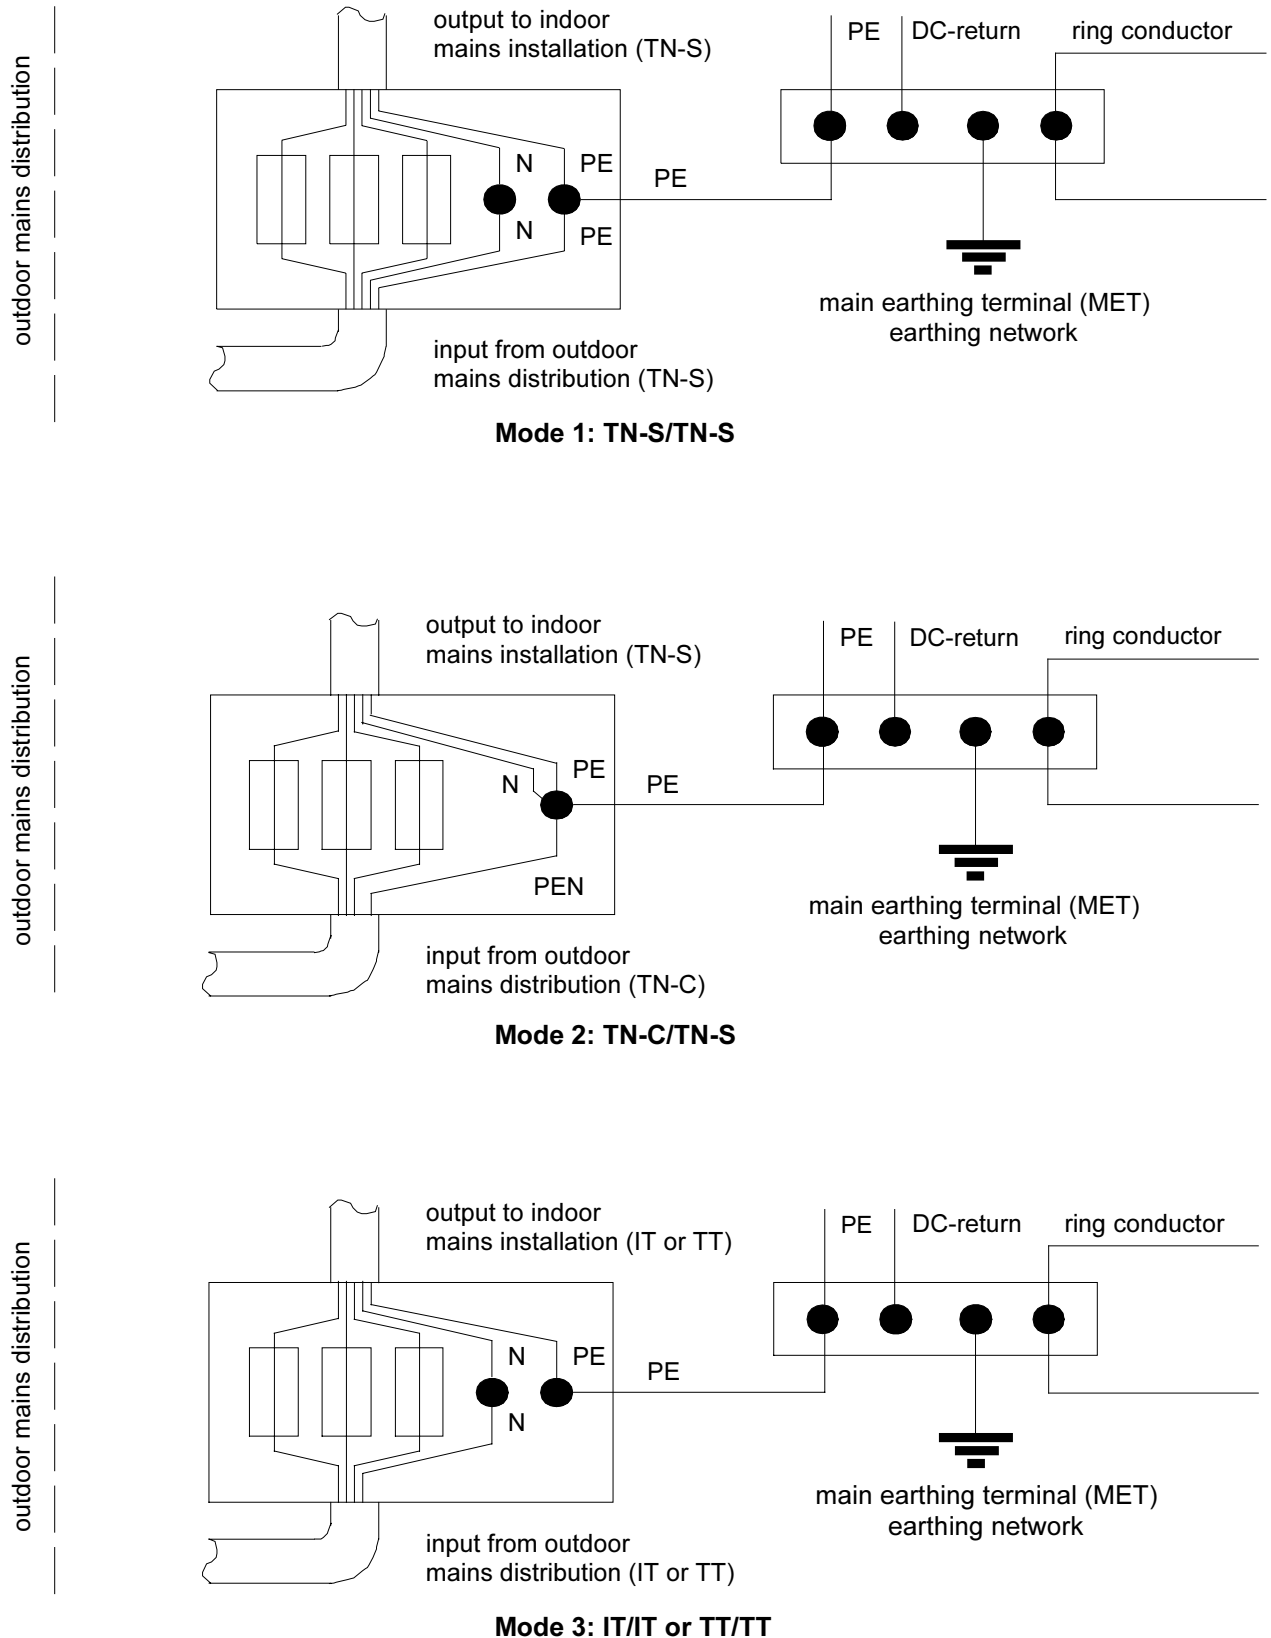 outdoor mains distribution
output to indoor
mains installation (TN-S)
PE
DC-return
ring conductor
N
PE
PE
N
PE
main earthing terminal (MET)
earthing network
input from outdoor
mains distribution (TN-S)
Mode 1: TN-S/TN-S
outdoor mains distribution
output to indoor
mains installation (TN-S)
PE
DC-return
ring conductor
N
PE
PE
PEN
main earthing terminal (MET)
earthing network
input from outdoor
mains distribution (TN-C)
Mode 2: TN-C/TN-S
outdoor mains distribution
output to indoor
mains installation (IT or TT)
PE
DC-return
ring conductor
N
PE
PE
N
main earthing terminal (MET)
earthing network
input from outdoor
mains distribution (IT or TT)
Mode 3: IT/IT or TT/TT